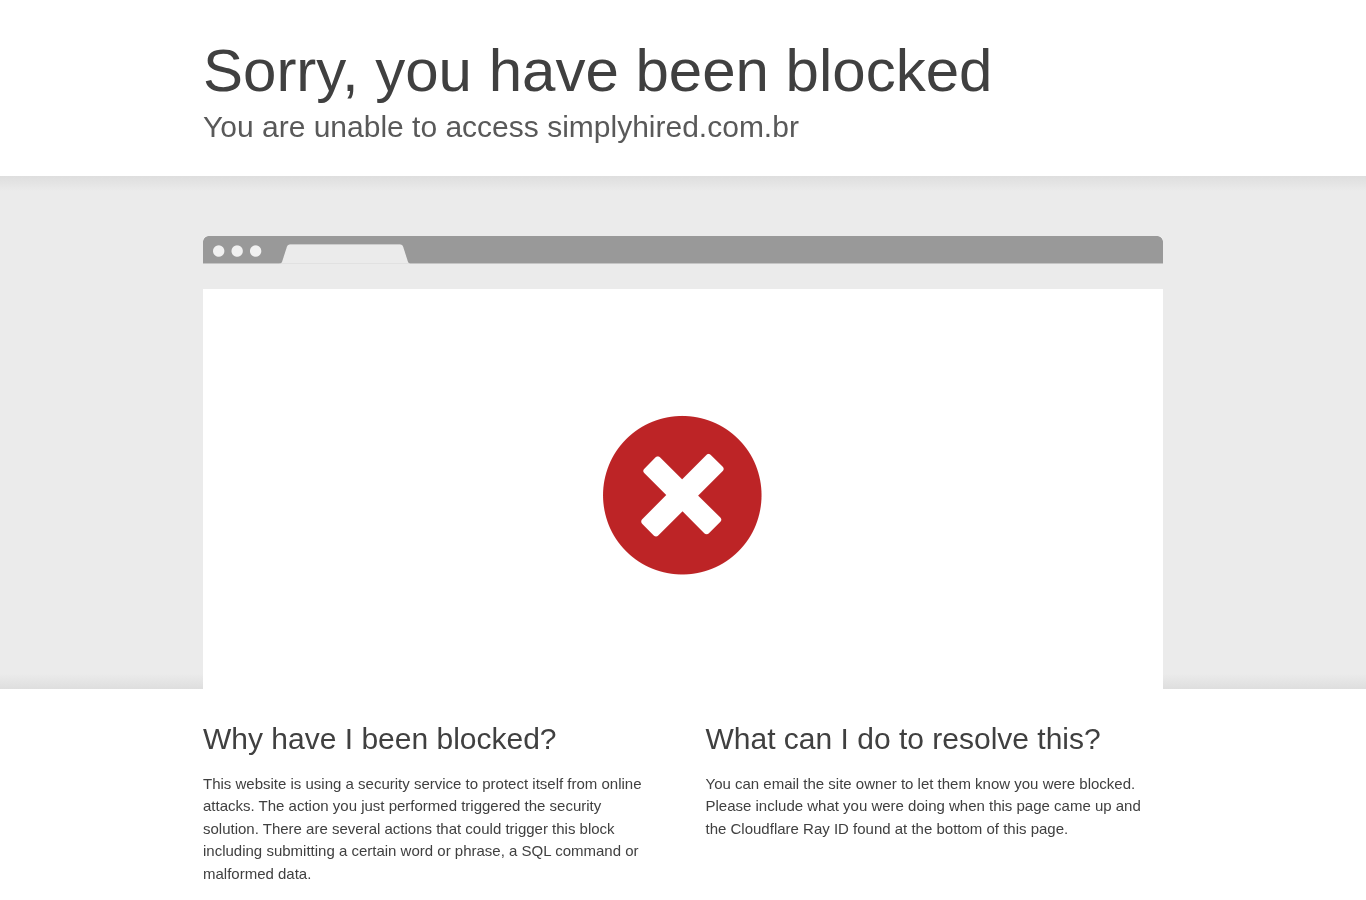 Sorry, you have been blocked
You are unable to access simplyhired.com.br
Why have I been blocked?
This website is using a security service to protect itself from online
attacks. The action you just performed triggered the security
solution. There are several actions that could trigger this block
including submitting a certain word or phrase, a SQL command or
malformed data.
What can I do to resolve this?
You can email the site owner to let them know you were blocked.
Please include what you were doing when this page came up and
the Cloudflare Ray ID found at the bottom of this page.